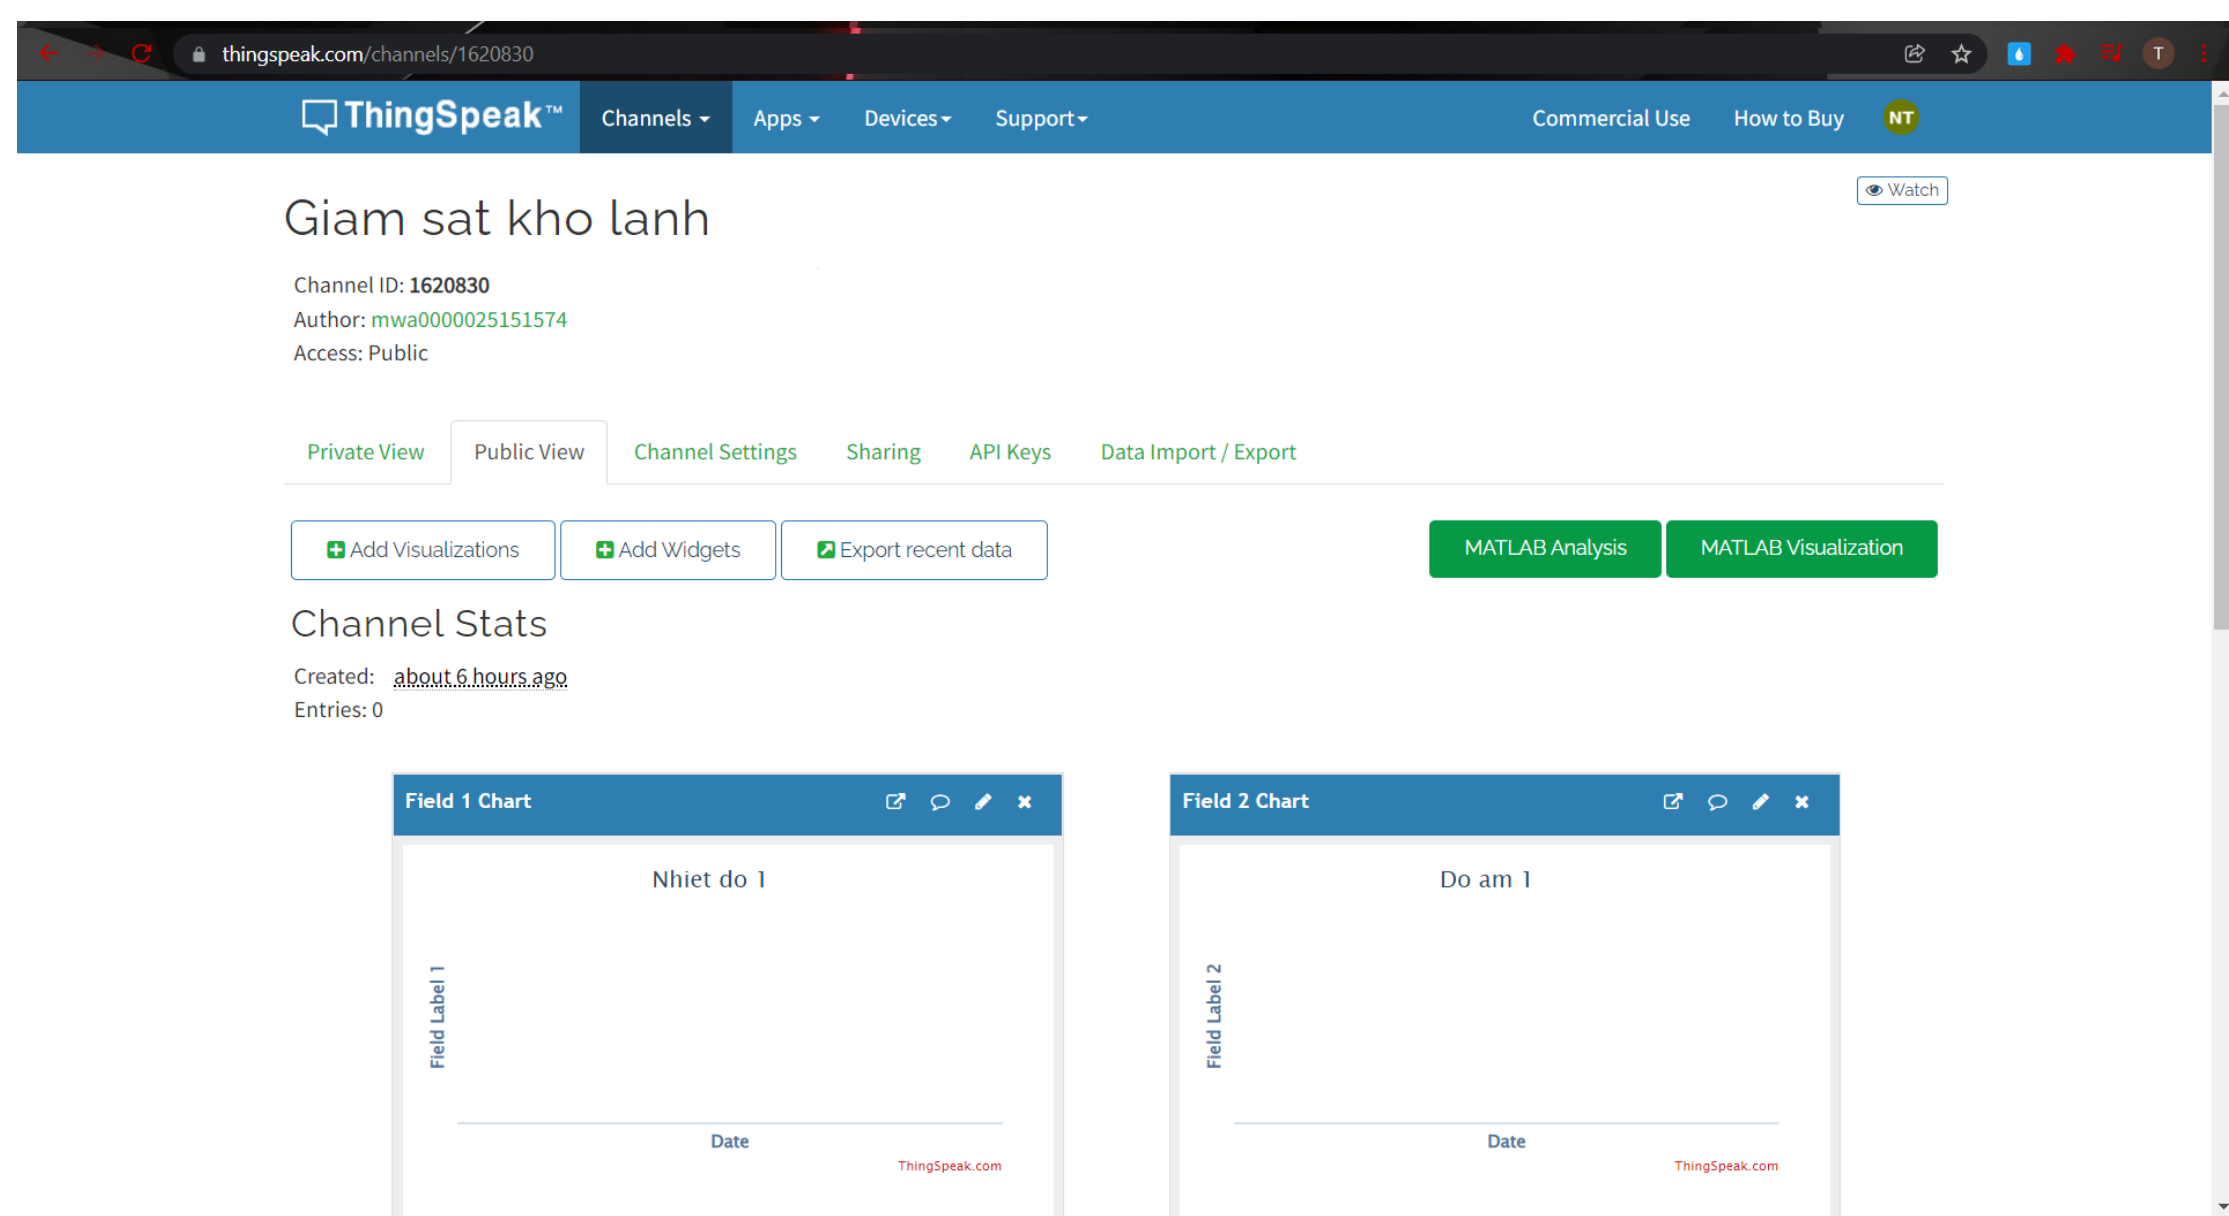 thingspeak.com/channels/1620830
T
ThingSpeak™ Channels Apps Devices Support Commercial Use How to Buy NT
Watch
Giam sat kho lanh
Channel ID: 1620830
Author: mwa0000025151574
Access: Public
Private View Public View Channel Settings Sharing API Keys Data Import / Export
Add Visualizations Add Widgets Export recent data MATLAB Analysis MATLAB Visualization
Channel Stats
Created: about 6 hours ago
Entries: 0
Field 1 Chart
Nhiet do 1
Field Label 1
Date
ThingSpeak.com
Field 2 Chart
Do am 1
Field Label 2
Date
ThingSpeak.com